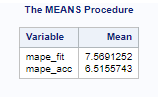 The MEANS Procedure
Variable Mean
mape_fit 7.5691252
mape_acc 6.5155743